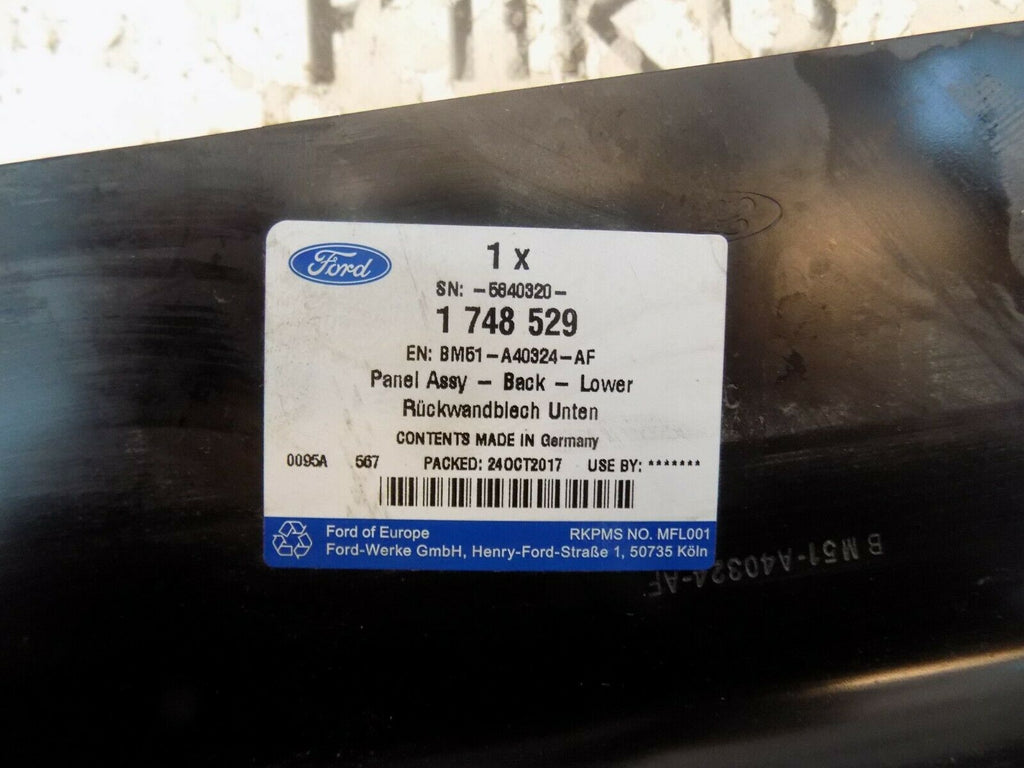 Ford
1 x
SN: -5840320-
1 748 529
EN: BM51-A40324-AF
Panel Assy - Back - Lower
Rückwandblech Unten
CONTENTS MADE IN Germany
0095A 567 PACKED: 24OCT2017 USE BY: *******
Ford of Europe RKPMS NO. MFL001
Ford-Werke GmbH, Henry-Ford-Straße 1, 50735 Köln
B M51-A40324-AF